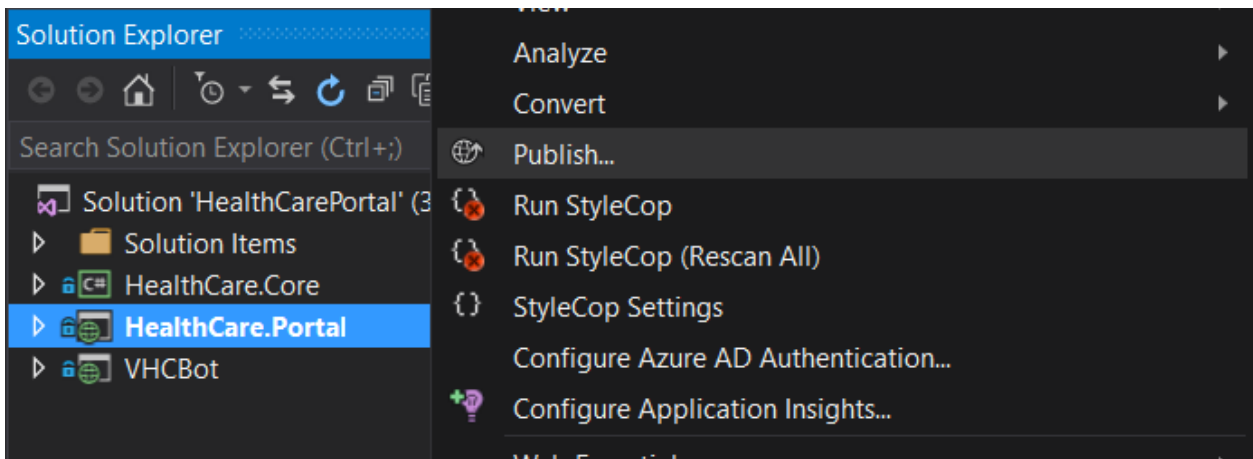 View
Solution Explorer
Analyze
Convert
Search Solution Explorer (Ctrl+;)
Publish...
Solution 'HealthCarePortal' (3
Run StyleCop
Solution Items
Run StyleCop (Rescan All)
C# HealthCare.Core
StyleCop Settings
HealthCare.Portal
Configure Azure AD Authentication...
VHCBot
Configure Application Insights...